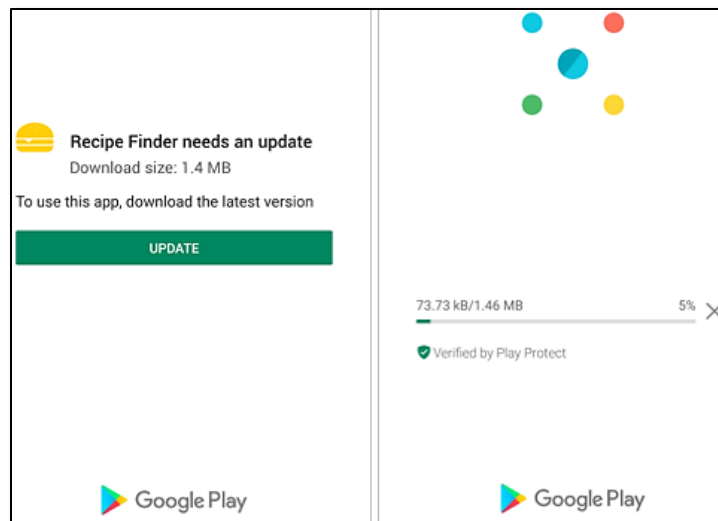 Recipe Finder needs an update
Download size: 1.4 MB
To use this app, download the latest version
UPDATE
Google Play
73.73 kB/1.46 MB 5%
Verified by Play Protect
Google Play